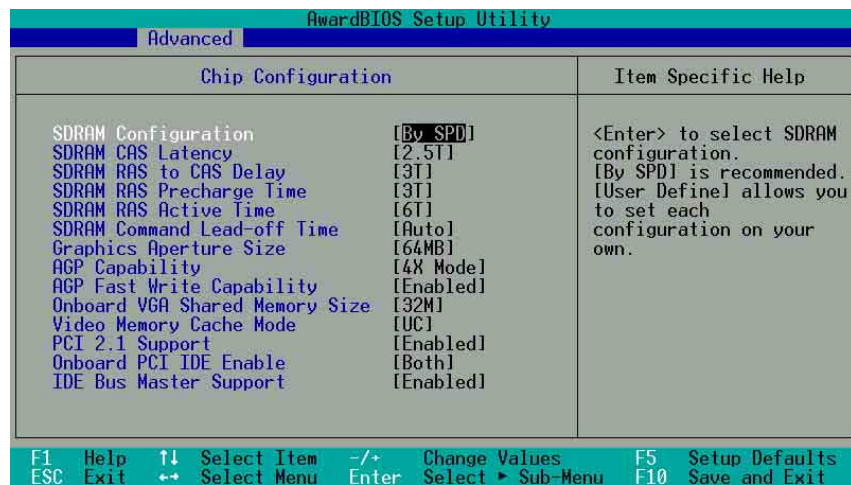 AwardBIOS Setup Utility
Advanced
Chip Configuration
Item Specific Help
SDRAM Configuration [By SPD]
SDRAM CAS Latency [2.5T]
SDRAM RAS to CAS Delay [3T]
SDRAM RAS Precharge Time [3T]
SDRAM RAS Active Time [6T]
SDRAM Command Lead-off Time [Auto]
Graphics Aperture Size [64MB]
AGP Capability [4X Mode]
AGP Fast Write Capability [Enabled]
Onboard VGA Shared Memory Size [32M]
Video Memory Cache Mode [UC]
PCI 2.1 Support [Enabled]
Onboard PCI IDE Enable [Both]
IDE Bus Master Support [Enabled]
<Enter> to select SDRAM
configuration.
[By SPD] is recommended.
[User Define] allows you
to set each
configuration on your
own.
F1 Help ↑↓ Select Item -/+ Change Values F5 Setup Defaults
ESC Exit ←→ Select Menu Enter Select ► Sub-Menu F10 Save and Exit